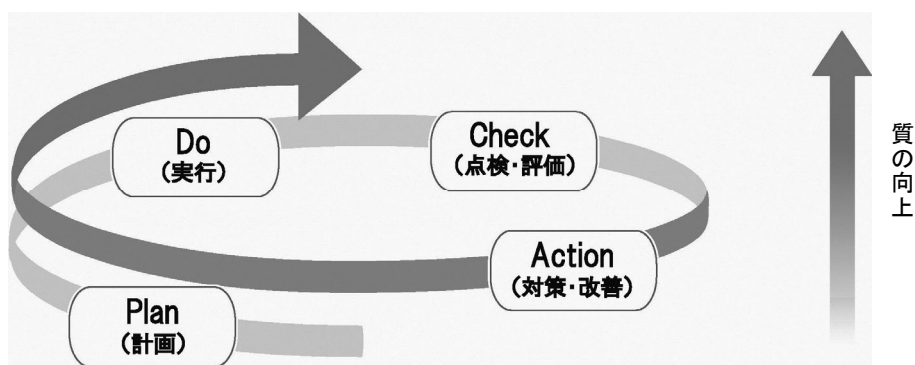 Do
（実行）
Check
（点検・評価）
Action
（対策・改善）
Plan
（計画）
質の向上